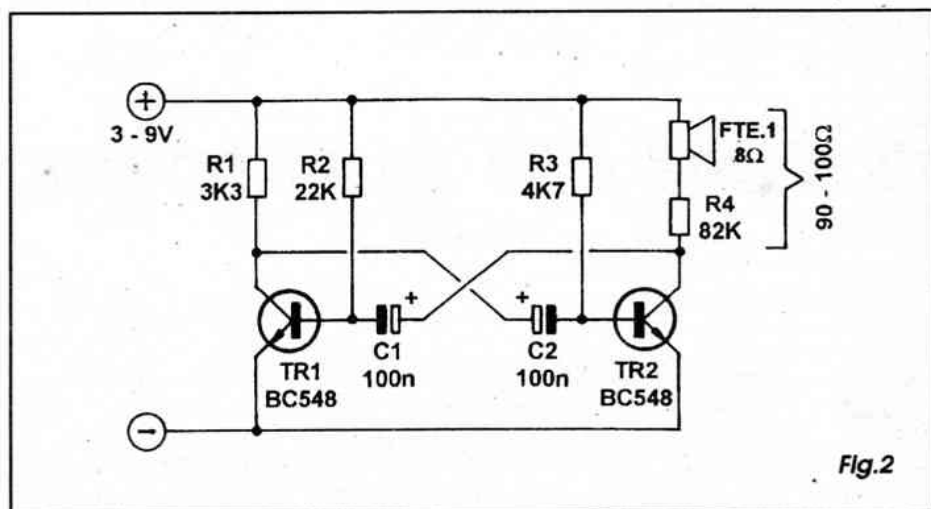 +
3 - 9V
R1
3K3
R2
22K
R3
4K7
FTE.1
8Ω
R4
82K
90 - 100Ω
+
C1
100n
+
C2
100n
TR1
BC548
TR2
BC548
−
Fig.2